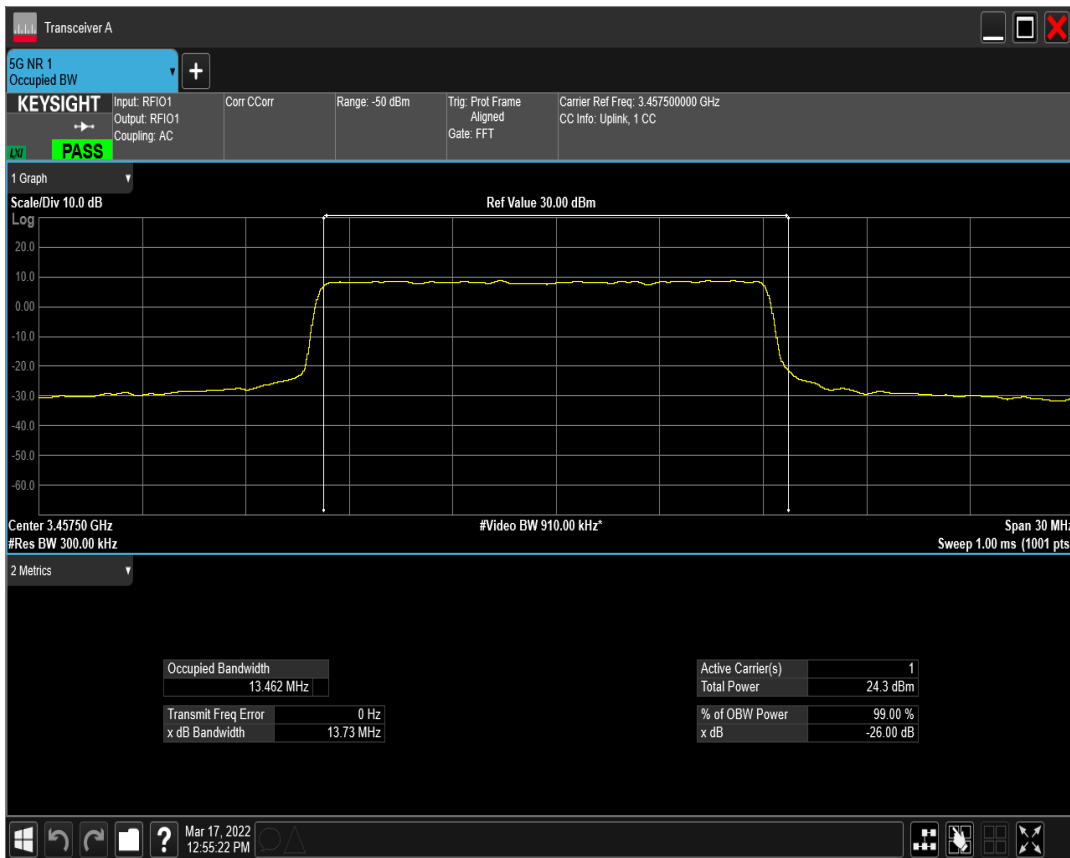 Transceiver A
5G NR 1
Occupied BW
+
KEYSIGHT
LXI
PASS
Input: RFIO1
Output: RFIO1
Coupling: AC
Corr CCorr
Range: -50 dBm
Trig: Prot Frame
Aligned
Gate: FFT
Carrier Ref Freq: 3.457500000 GHz
CC Info: Uplink, 1 CC
1 Graph
Scale/Div 10.0 dB
Ref Value 30.00 dBm
Log
20.0
10.0
0.00
-10.0
-20.0
-30.0
-40.0
-50.0
-60.0
Center 3.45750 GHz
#Video BW 910.00 kHz*
Span 30 MHz
#Res BW 300.00 kHz
Sweep 1.00 ms (1001 pts
2 Metrics
Occupied Bandwidth
13.462 MHz
Transmit Freq Error 0 Hz
x dB Bandwidth 13.73 MHz
Active Carrier(s) 1
Total Power 24.3 dBm
% of OBW Power 99.00 %
x dB -26.00 dB
?
Mar 17, 2022
12:55:22 PM